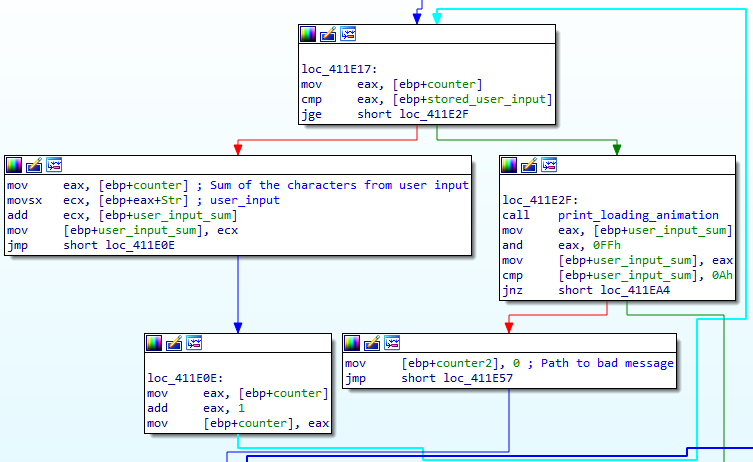 loc_411E17:
mov eax, [ebp+counter]
cmp eax, [ebp+stored_user_input]
jge short loc_411E2F
mov eax, [ebp+counter] ; Sum of the characters from user input
movsx ecx, [ebp+eax+Str] ; user_input
add ecx, [ebp+user_input_sum]
mov [ebp+user_input_sum], ecx
jmp short loc_411E0E
loc_411E2F:
call print_loading_animation
mov eax, [ebp+user_input_sum]
and eax, 0FFh
mov [ebp+user_input_sum], eax
cmp [ebp+user_input_sum], 0Ah
jnz short loc_411EA4
loc_411E0E:
mov eax, [ebp+counter]
add eax, 1
mov [ebp+counter], eax
mov [ebp+counter2], 0 ; Path to bad message
jmp short loc_411E57